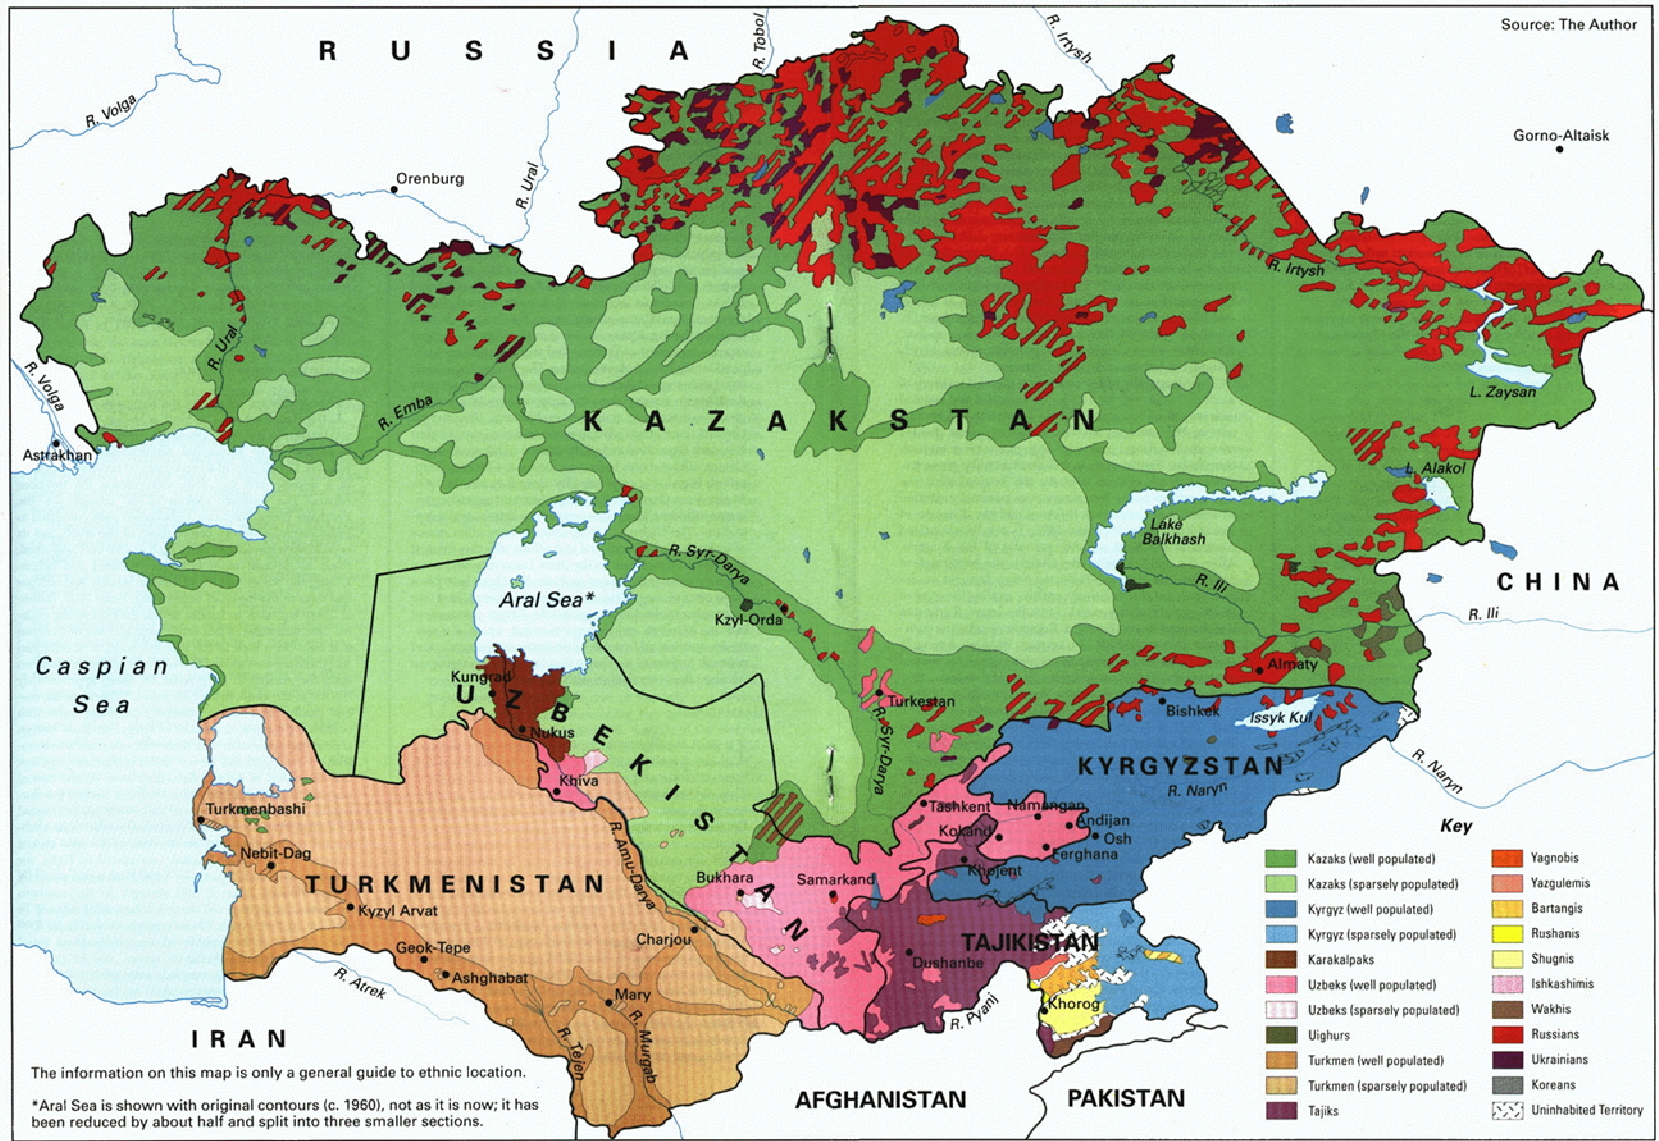 Source: The Author
R U S S I A
R. Tobol
R. Irtysh
R. Volga
Gorno-Altaisk
Orenburg
R. Ural
R. Irtysh
R. Ural
R. Volga
R. Emba
L. Zaysan
K A Z A K S T A N
Astrakhan
L. Alakol
Lake
Balkhash
R. Syr-Darya
R. Ili
CHINA
Aral Sea*
Kzyl-Orda
R. Ili
Caspian
Sea
Almaty
Kungrad
U Z B E K I S T A N
Turkestan
Bishkek
Issyk Kul
Nukus
R. Syr-Darya
KYRGYZSTAN
R. Naryn
R. Naryn
Khiva
Turkmenbashi
Tashkent
Namangan
Andijan
Kokand
Osh
Ferghana
Nebit-Dag
R. Amu-Darya
Khojent
TURKMENISTAN
Bukhara
Samarkand
Kyzyl Arvat
Charjou
TAJIKISTAN
Geok-Tepe
Dushanbe
Ashghabat
R. Atrek
Mary
Khorog
R. Pyanj
IRAN
R. Tejen
R. Murgab
AFGHANISTAN
PAKISTAN
Key
Kazaks (well populated)
Kazaks (sparsely populated)
Kyrgyz (well populated)
Kyrgyz (sparsely populated)
Karakalpaks
Uzbeks (well populated)
Uzbeks (sparsely populated)
Uighurs
Turkmen (well populated)
Turkmen (sparsely populated)
Tajiks
Yagnobis
Yazgulemis
Bartangis
Rushanis
Shugnis
Ishkashimis
Wakhis
Russians
Ukrainians
Koreans
Uninhabited Territory
The information on this map is only a general guide to ethnic location.
*Aral Sea is shown with original contours (c. 1960), not as it is now; it has
been reduced by about half and split into three smaller sections.